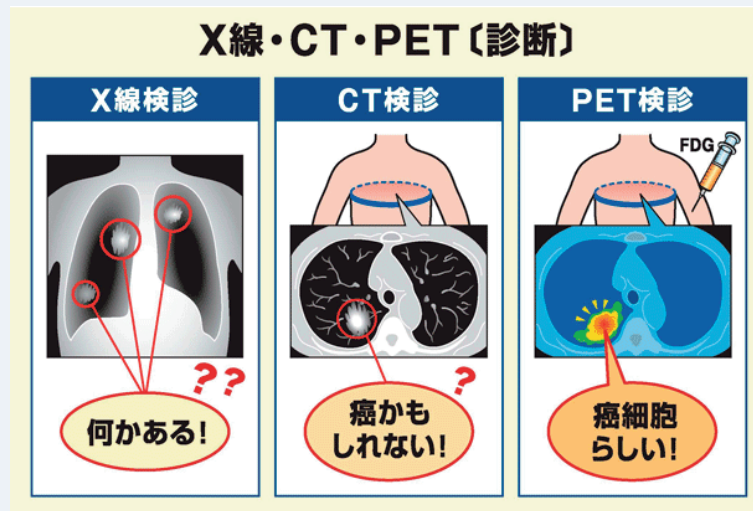 X線・CT・PET〔診断〕
X線検診
何かある!
??
CT検診
癌かも
しれない!
?
PET検診
FDG
癌細胞
らしい!